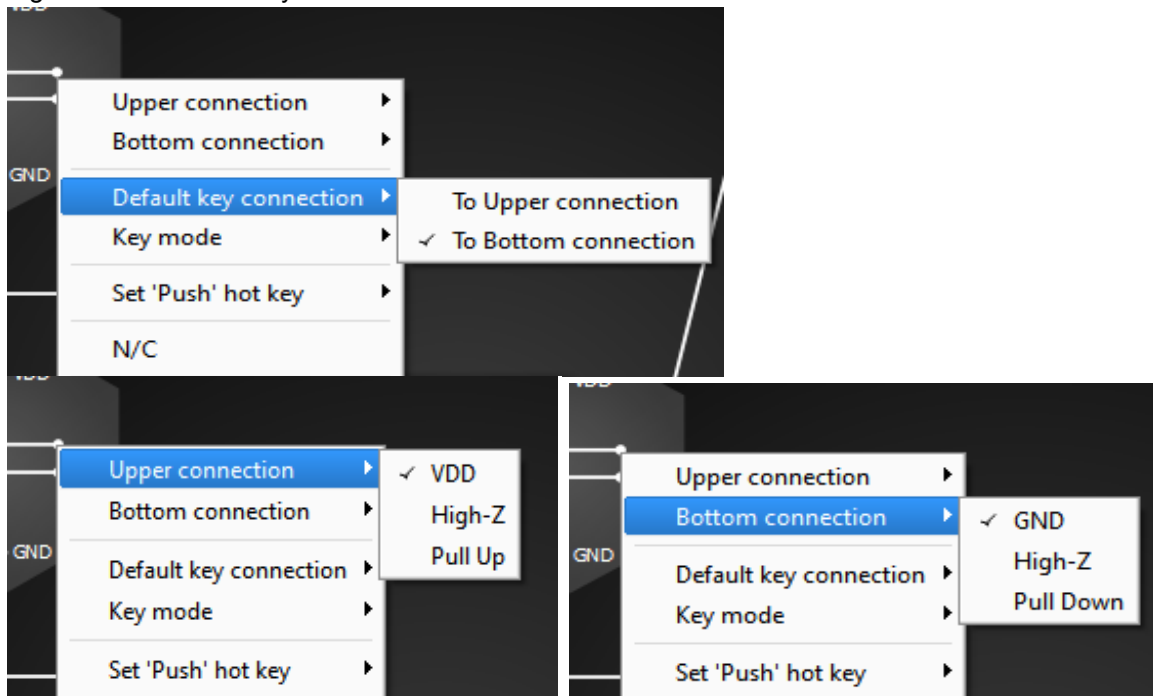 VDD
Upper connection
Bottom connection
GND
Default key connection
To Upper connection
Key mode
✓ To Bottom connection
Set 'Push' hot key
N/C
Upper connection
✓ VDD
Bottom connection
High-Z
Pull Up
GND
Default key connection
Key mode
Set 'Push' hot key
VDD
Upper connection
Bottom connection
✓ GND
GND
High-Z
Default key connection
Pull Down
Key mode
Set 'Push' hot key